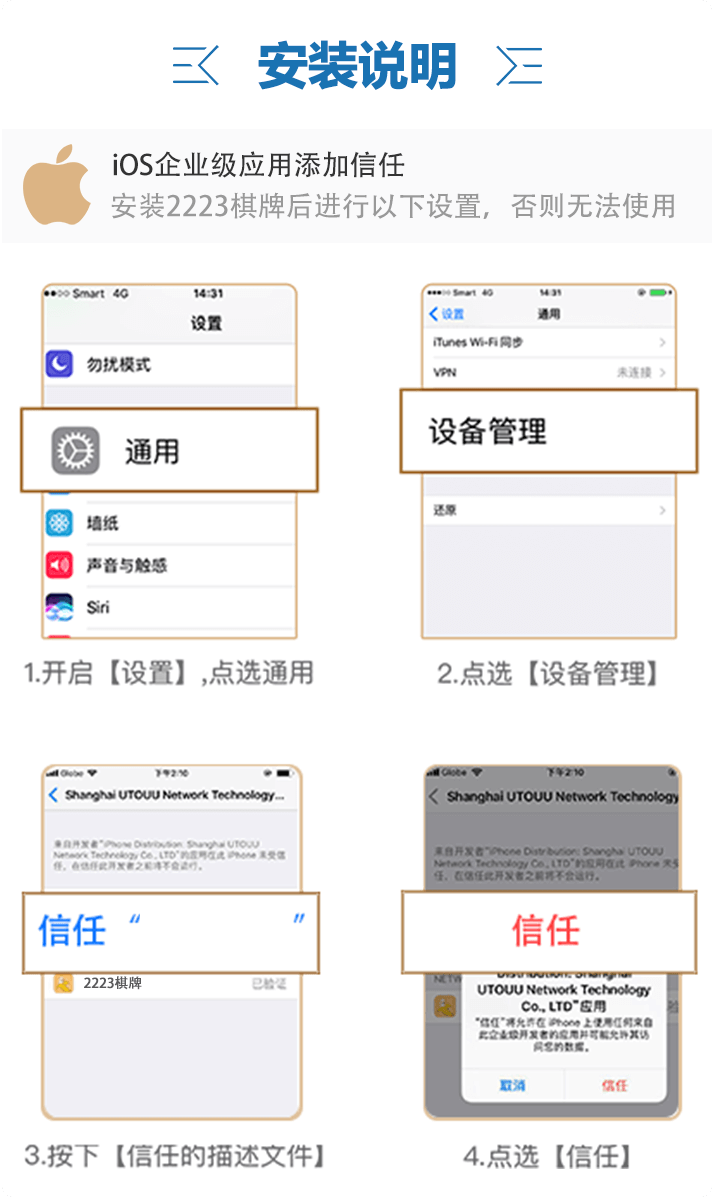 安装说明
iOS企业级应用添加信任
安装2223棋牌后进行以下设置，否则无法使用
Smart 4G 14:31
设置
勿扰模式
通用
墙纸
声音与触感
Siri
1.开启【设置】,点选通用
Smart 4G 14:31
设置 通用
iTunes Wi-Fi 同步
VPN 未连接
设备管理
还原
2.点选【设备管理】
Globe 下午2:10
Shanghai UTOUU Network Technology...
来自开发者“iPhone Distribution: Shanghai UTOUU
Network Technology Co., LTD”的应用在此 iPhone 未受信
任，在信任此开发者之前将不会运行。
信任“ ”
2223棋牌 已验证
3.按下【信任的描述文件】
Globe 下午2:10
Shanghai UTOUU Network Technology
来自开发者“iPhone Distribution: Shanghai UTOUU
Network Technology Co., LTD”的应用在此 iPhone 未受
任，在信任此开发者之前将不会运行。
信任
NETW
Distribution: Shanghai
UTOUU Network Technology
Co., LTD”应用
“信任”将允许在 iPhone 上使用任何来自
此企业级开发者的应用并可能允许其访
问您的数据。
取消 信任
4.点选【信任】